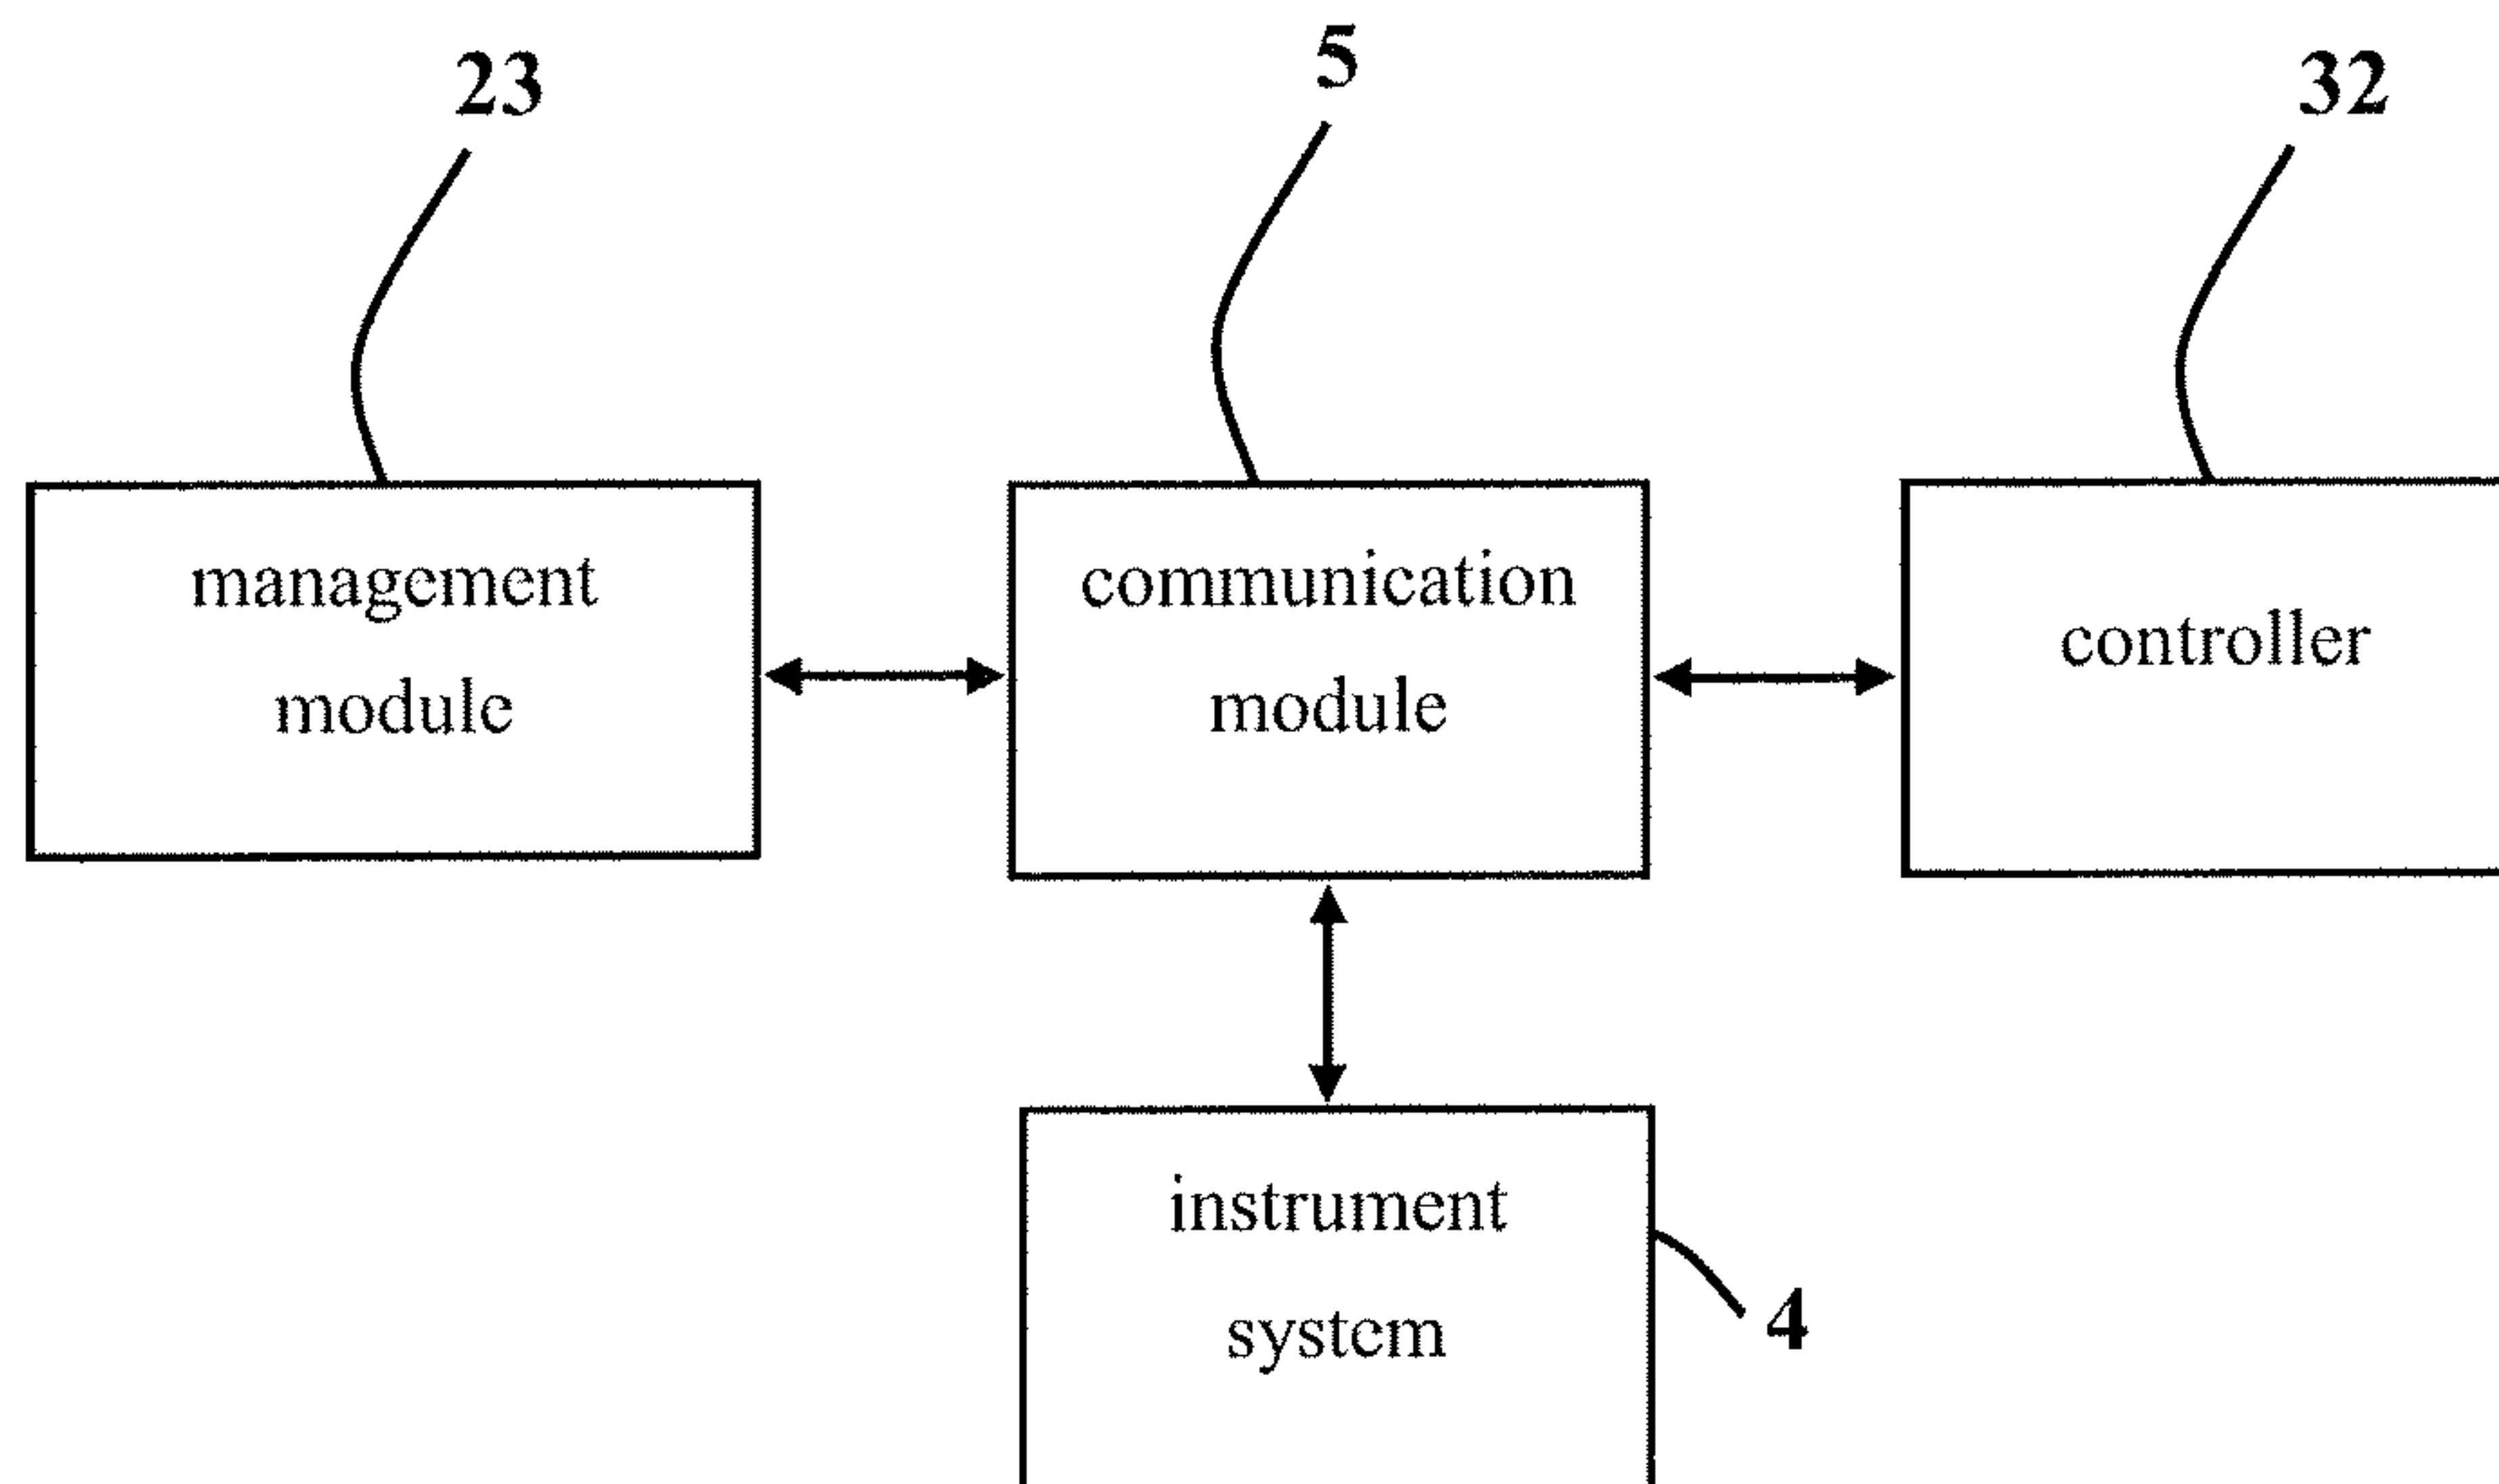 23
5
32
management
module
communication
module
controller
instrument
system
4